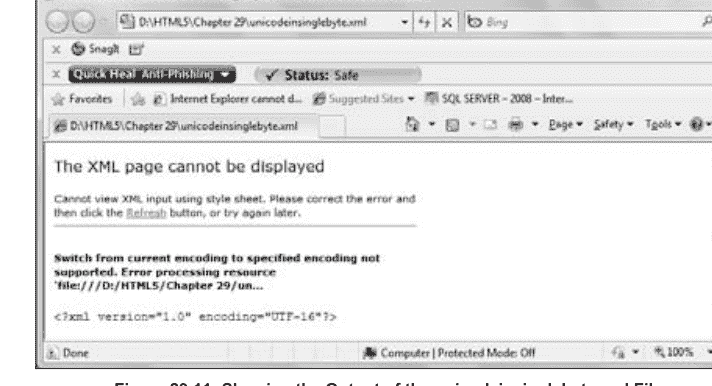 D:\HTML5\Chapter 29\unicodeinsinglebyte.xml
Bing
SnagIt
Quick Heal Anti-Phishing
Status: Safe
Favorites
Internet Explorer cannot d...
Suggested Sites
SQL SERVER – 2008 – Inter...
D:\HTML5\Chapter 29\unicodeinsinglebyte.xml
Page
Safety
Tools
The XML page cannot be displayed
Cannot view XML input using style sheet. Please correct the error and
then click the Refresh button, or try again later.
Switch from current encoding to specified encoding not
supported. Error processing resource
'file:///D:/HTML5/Chapter 29/un...
<?xml version="1.0" encoding="UTF-16"?>
Done
Computer | Protected Mode: Off
100%